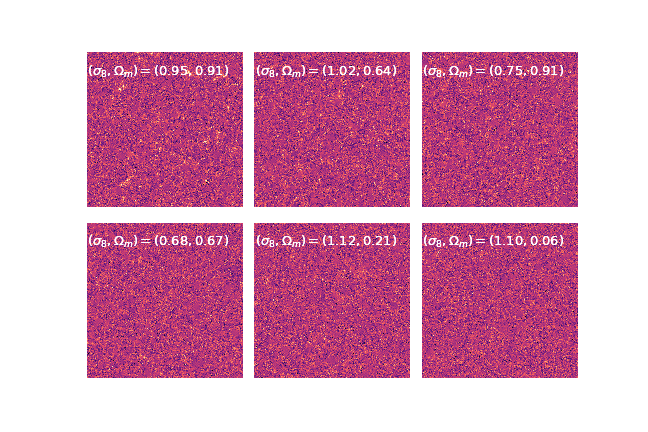 (σ₈, Ωₘ) = (0.95, 0.91)
(σ₈, Ωₘ) = (1.02, 0.64)
(σ₈, Ωₘ) = (0.75, 0.91)
(σ₈, Ωₘ) = (0.68, 0.67)
(σ₈, Ωₘ) = (1.12, 0.21)
(σ₈, Ωₘ) = (1.10, 0.06)